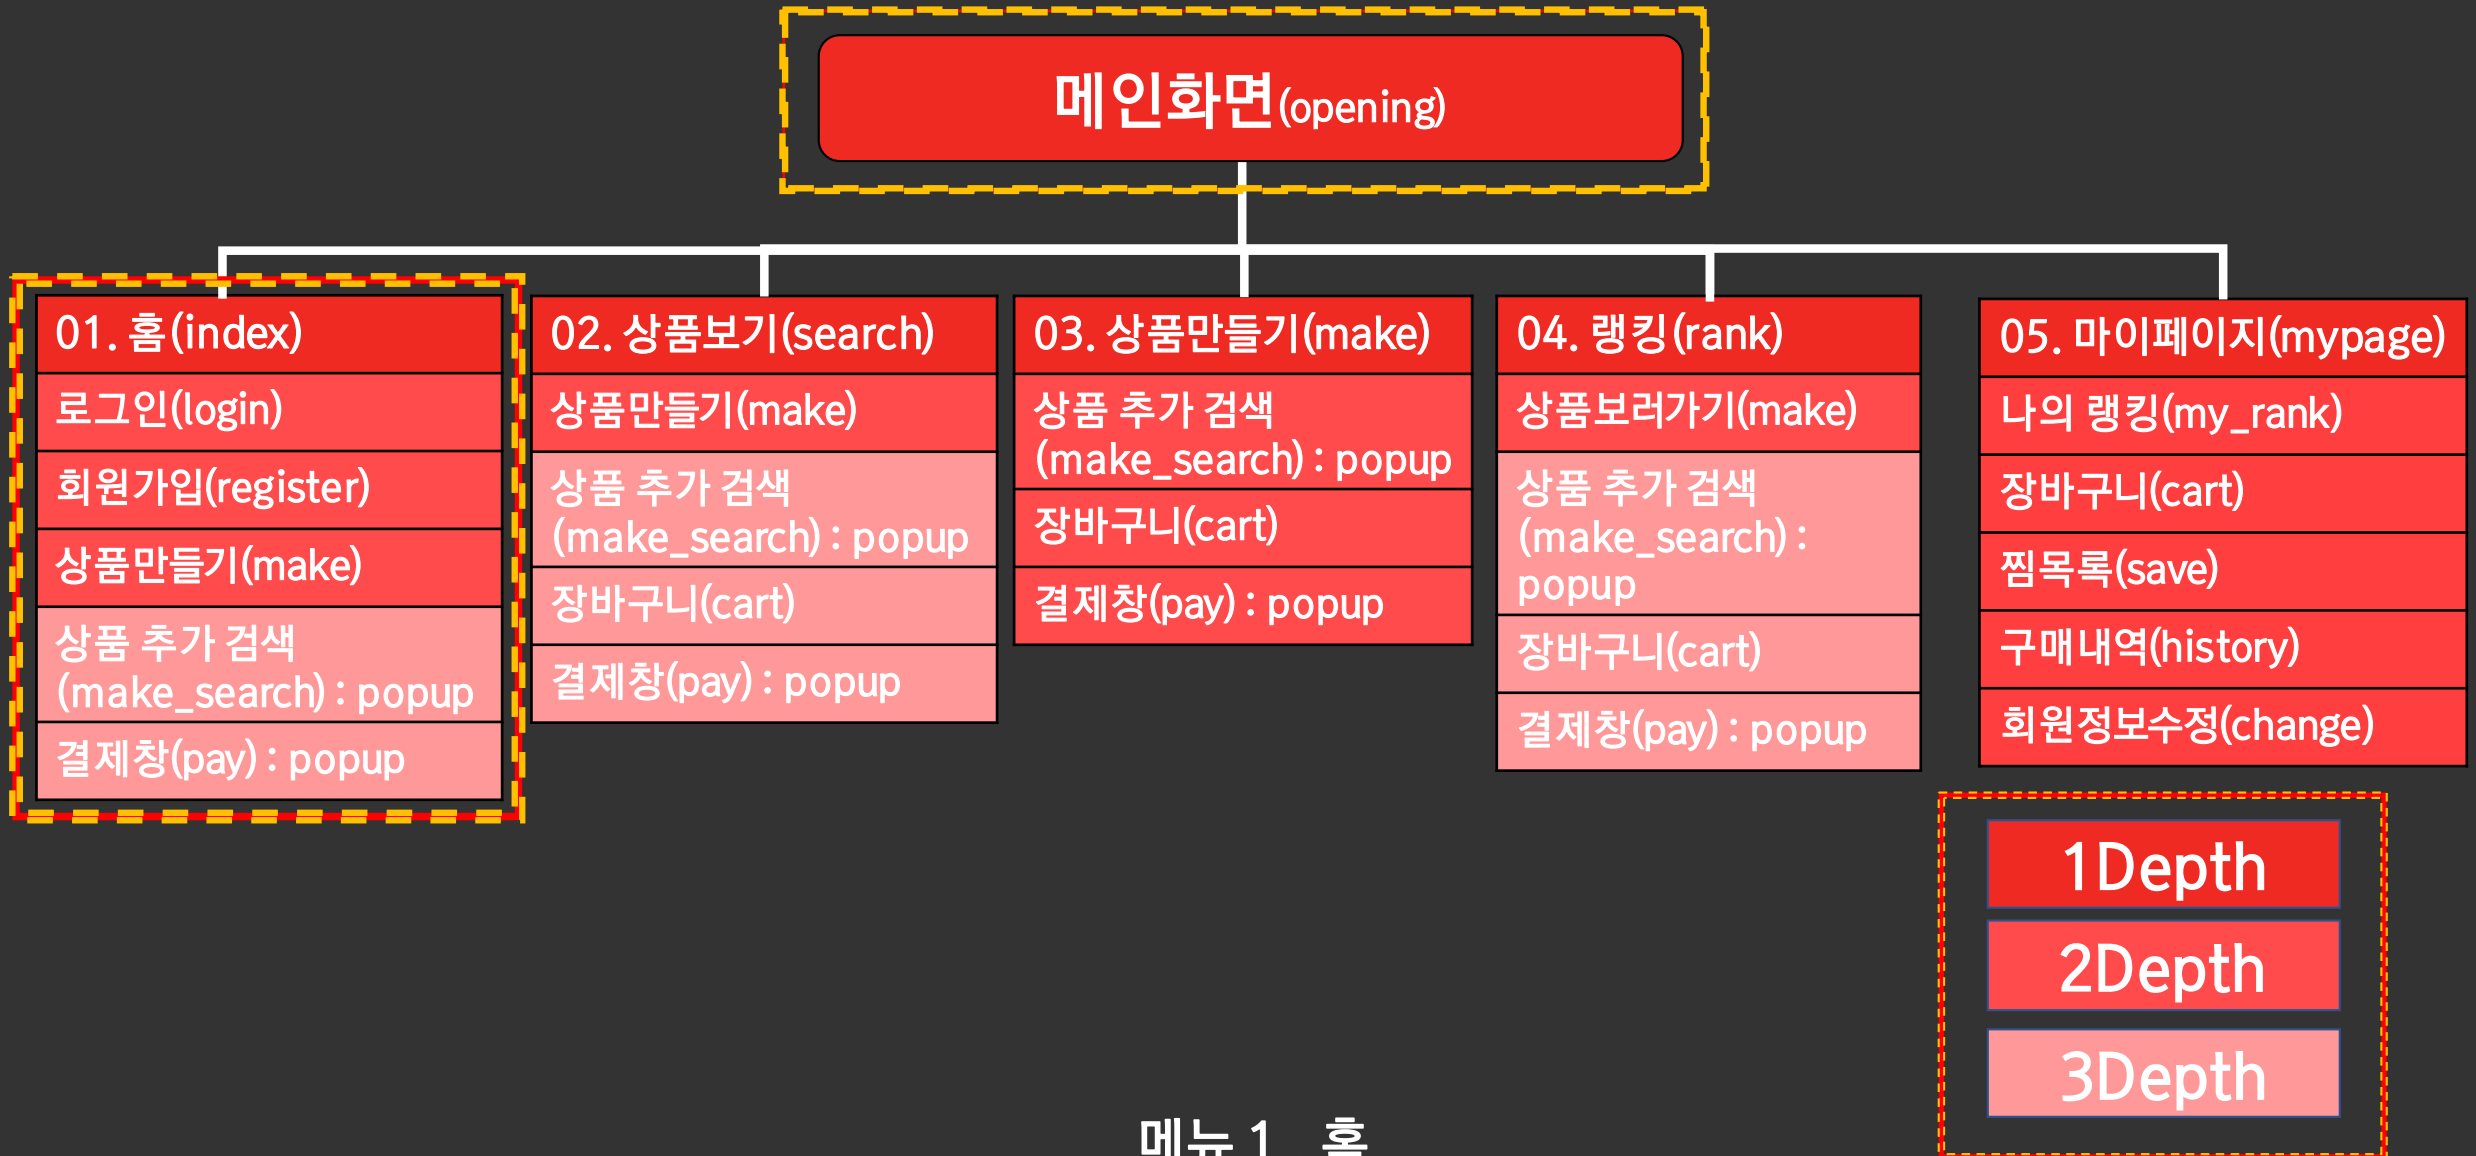 메인화면(opening)
01.홈(index)
로그인(login)
회원가입(register)
상품만들기(make)
상품 추가 검색
(make_search) : popup
결제창(pay) : popup
02. 상품보기(search)
상품만들기(make)
상품 추가 검색
(make_search) : popup
장바구니(cart)
결제창(pay) : popup
03. 상품만들기(make)
상품 추가 검색
(make_search) : popup
장바구니(cart)
결제창(pay) : popup
04. 랭킹(rank)
상품보러가기(make)
상품 추가 검색
(make_search) :
popup
장바구니(cart)
결제창(pay) : popup
05. 마이페이지(mypage)
나의 랭킹(my_rank)
장바구니(cart)
찜목록(save)
구매내역(history)
회원정보수정(change)
1Depth
2Depth
3Depth
메뉴 1 홈